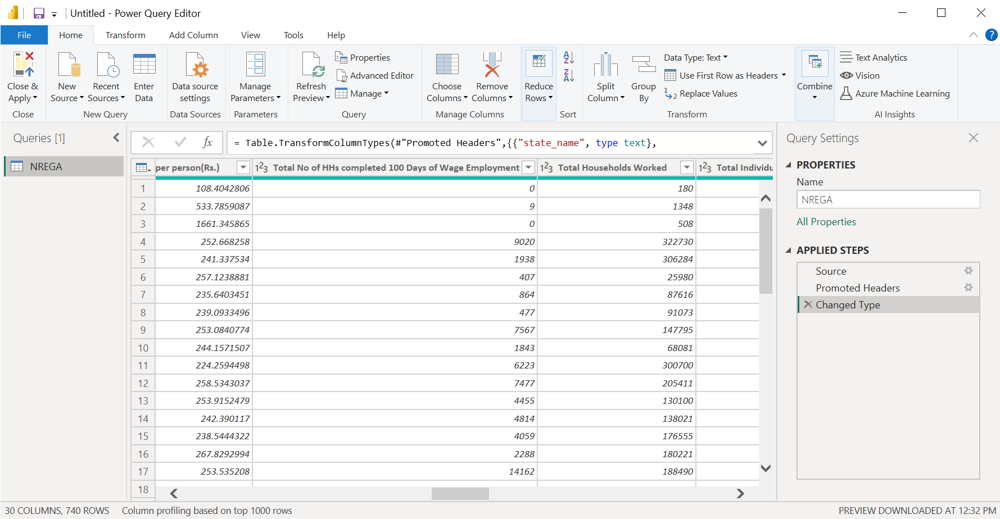 Untitled - Power Query Editor
File Home Transform Add Column View Tools Help ?
Close & Apply
Close
New Source
Recent Sources
Enter Data
New Query
Data source settings
Data Sources
Manage Parameters
Parameters
Refresh Preview
Properties
Advanced Editor
Manage
Query
Choose Columns
Remove Columns
Manage Columns
Reduce Rows
A Z
Z A
Sort
Split Column
Group By
Data Type: Text
Use First Row as Headers
1 2 Replace Values
Transform
Combine
Text Analytics
Vision
Azure Machine Learning
AI Insights
Queries [1]
NREGA
fx = Table.TransformColumnTypes(#"Promoted Headers",{{"state_name", type text},
per person(Rs.) 123 Total No of HHs completed 100 Days of Wage Employment 123 Total Households Worked 123 Total Individu
1 108.4042806 0 180
2 533.7859087 9 1348
3 1661.345865 0 508
4 252.668258 9020 322730
5 241.337534 1938 306284
6 257.1238881 407 25980
7 235.6403451 864 87616
8 239.0933496 477 91073
9 253.0840774 7567 147795
10 244.1571507 1843 68081
11 224.2594498 6223 300700
12 258.5343037 7477 205411
13 253.9152479 4455 130100
14 242.390117 4814 138021
15 238.5444322 4059 176555
16 267.8292994 2288 180221
17 253.535208 14162 188490
18
Query Settings
PROPERTIES
Name
NREGA
All Properties
APPLIED STEPS
Source
Promoted Headers
Changed Type
30 COLUMNS, 740 ROWS Column profiling based on top 1000 rows PREVIEW DOWNLOADED AT 12:32 PM